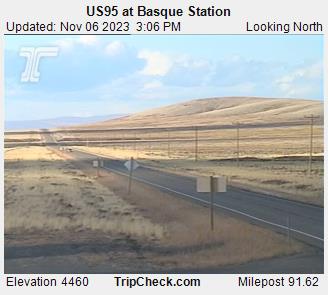 US95 at Basque Station
Updated: Nov 06 2023 3:06 PM Looking North
Elevation 4460 TripCheck.com Milepost 91.62